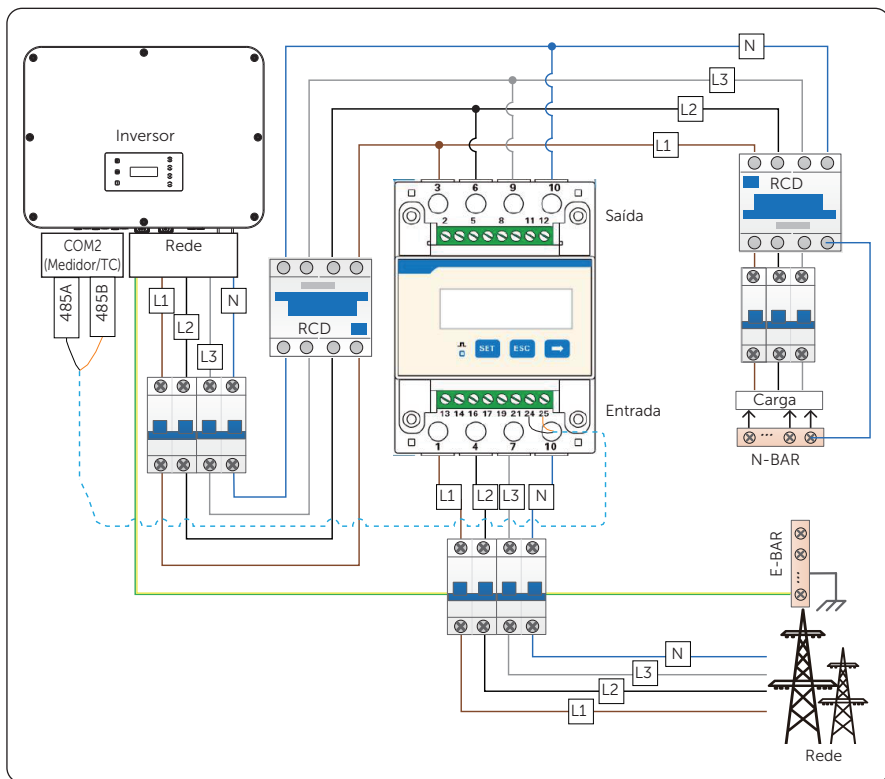 N
L3
L2
L1
Inversor
COM2
(Medidor/TC)
Rede
485A
485B
L1
L2
L3
N
RCD
3 6 9 10
2 5 8 11 12
Saída
SET ESC
13 14 16 17 19 21 24 25
1 4 7 10
Entrada
L1 L2 L3 N
RCD
Carga
...
N-BAR
E-BAR
...
N
L3
L2
L1
Rede